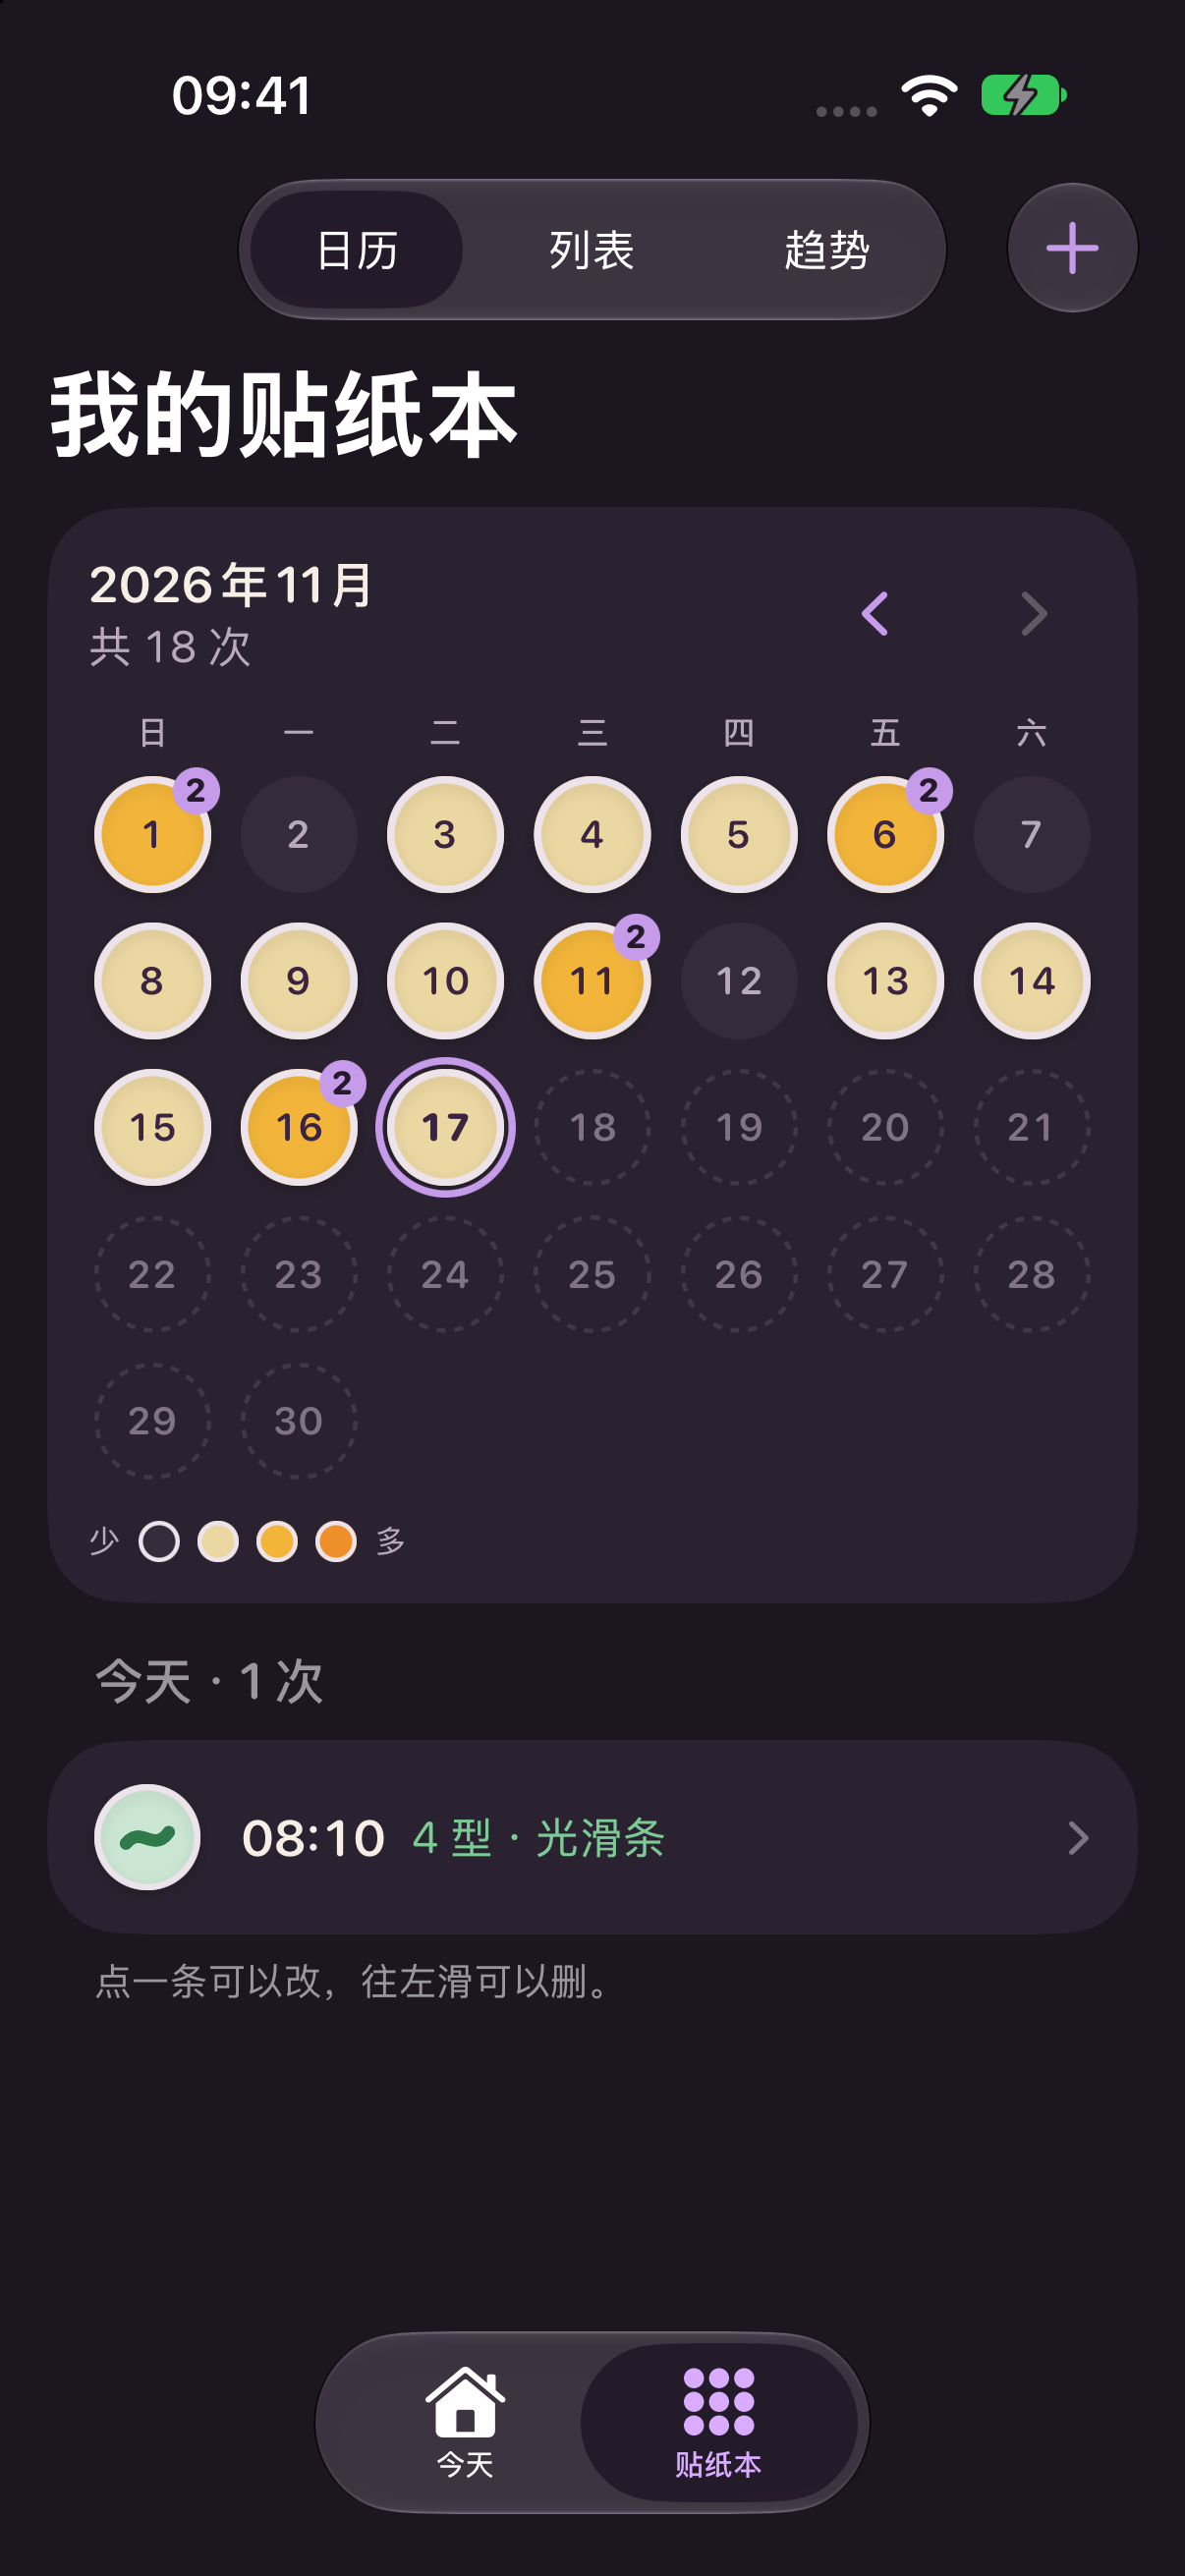 09:41
日历 列表 趋势
我的贴纸本
2026年11月
共 18 次
日 一 二 三 四 五 六
1 2 2 3 4 5 6 2 7
8 9 10 11 2 12 13 14
15 16 2 17 18 19 20 21
22 23 24 25 26 27 28
29 30
少 多
今天 · 1 次
08:10 4 型 · 光滑条
点一条可以改，往左滑可以删。
今天 贴纸本